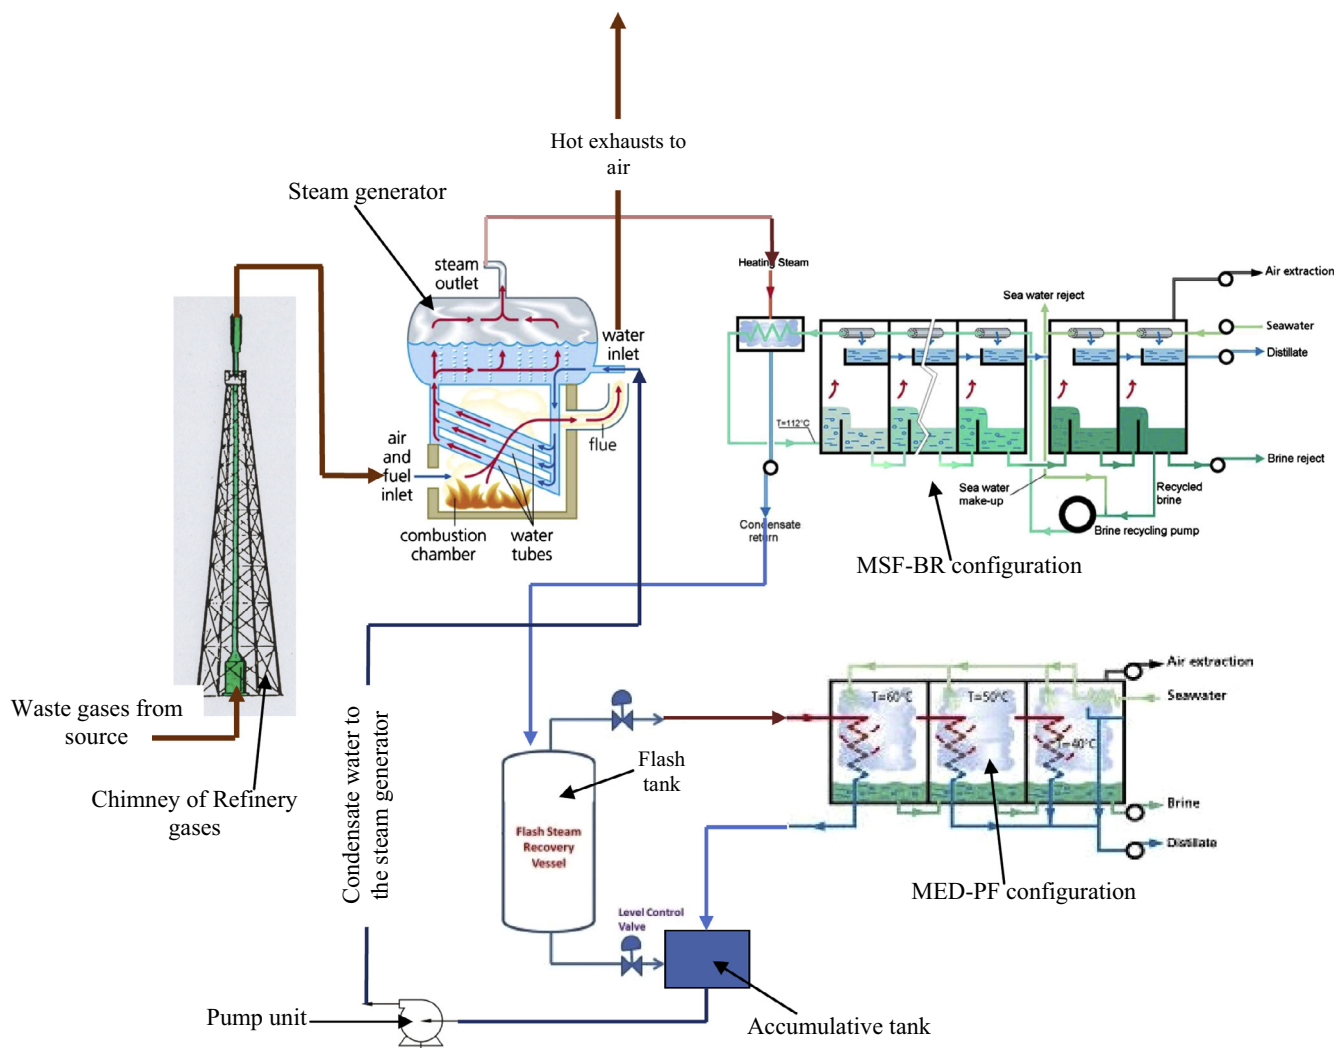 Hot exhausts to
air
Steam generator
steam
outlet
water
inlet
Heating Steam
Sea water reject
Air extraction
Seawater
Distillate
T=112°C
air
and
fuel
inlet
flue
combustion
chamber
water
tubes
Condensate
return
Sea water
make-up
Recycled
brine
Brine reject
Brine recycling pump
MSF-BR configuration
Waste gases from
source
Chimney of Refinery
gases
Condensate water to
the steam generator
Flash
tank
Flash Steam
Recovery
Vessel
T=60°C
T=50°C
T=40°C
Air extraction
Seawater
Brine
Distillate
MED-PF configuration
Level Control
Valve
Pump unit
Accumulative tank